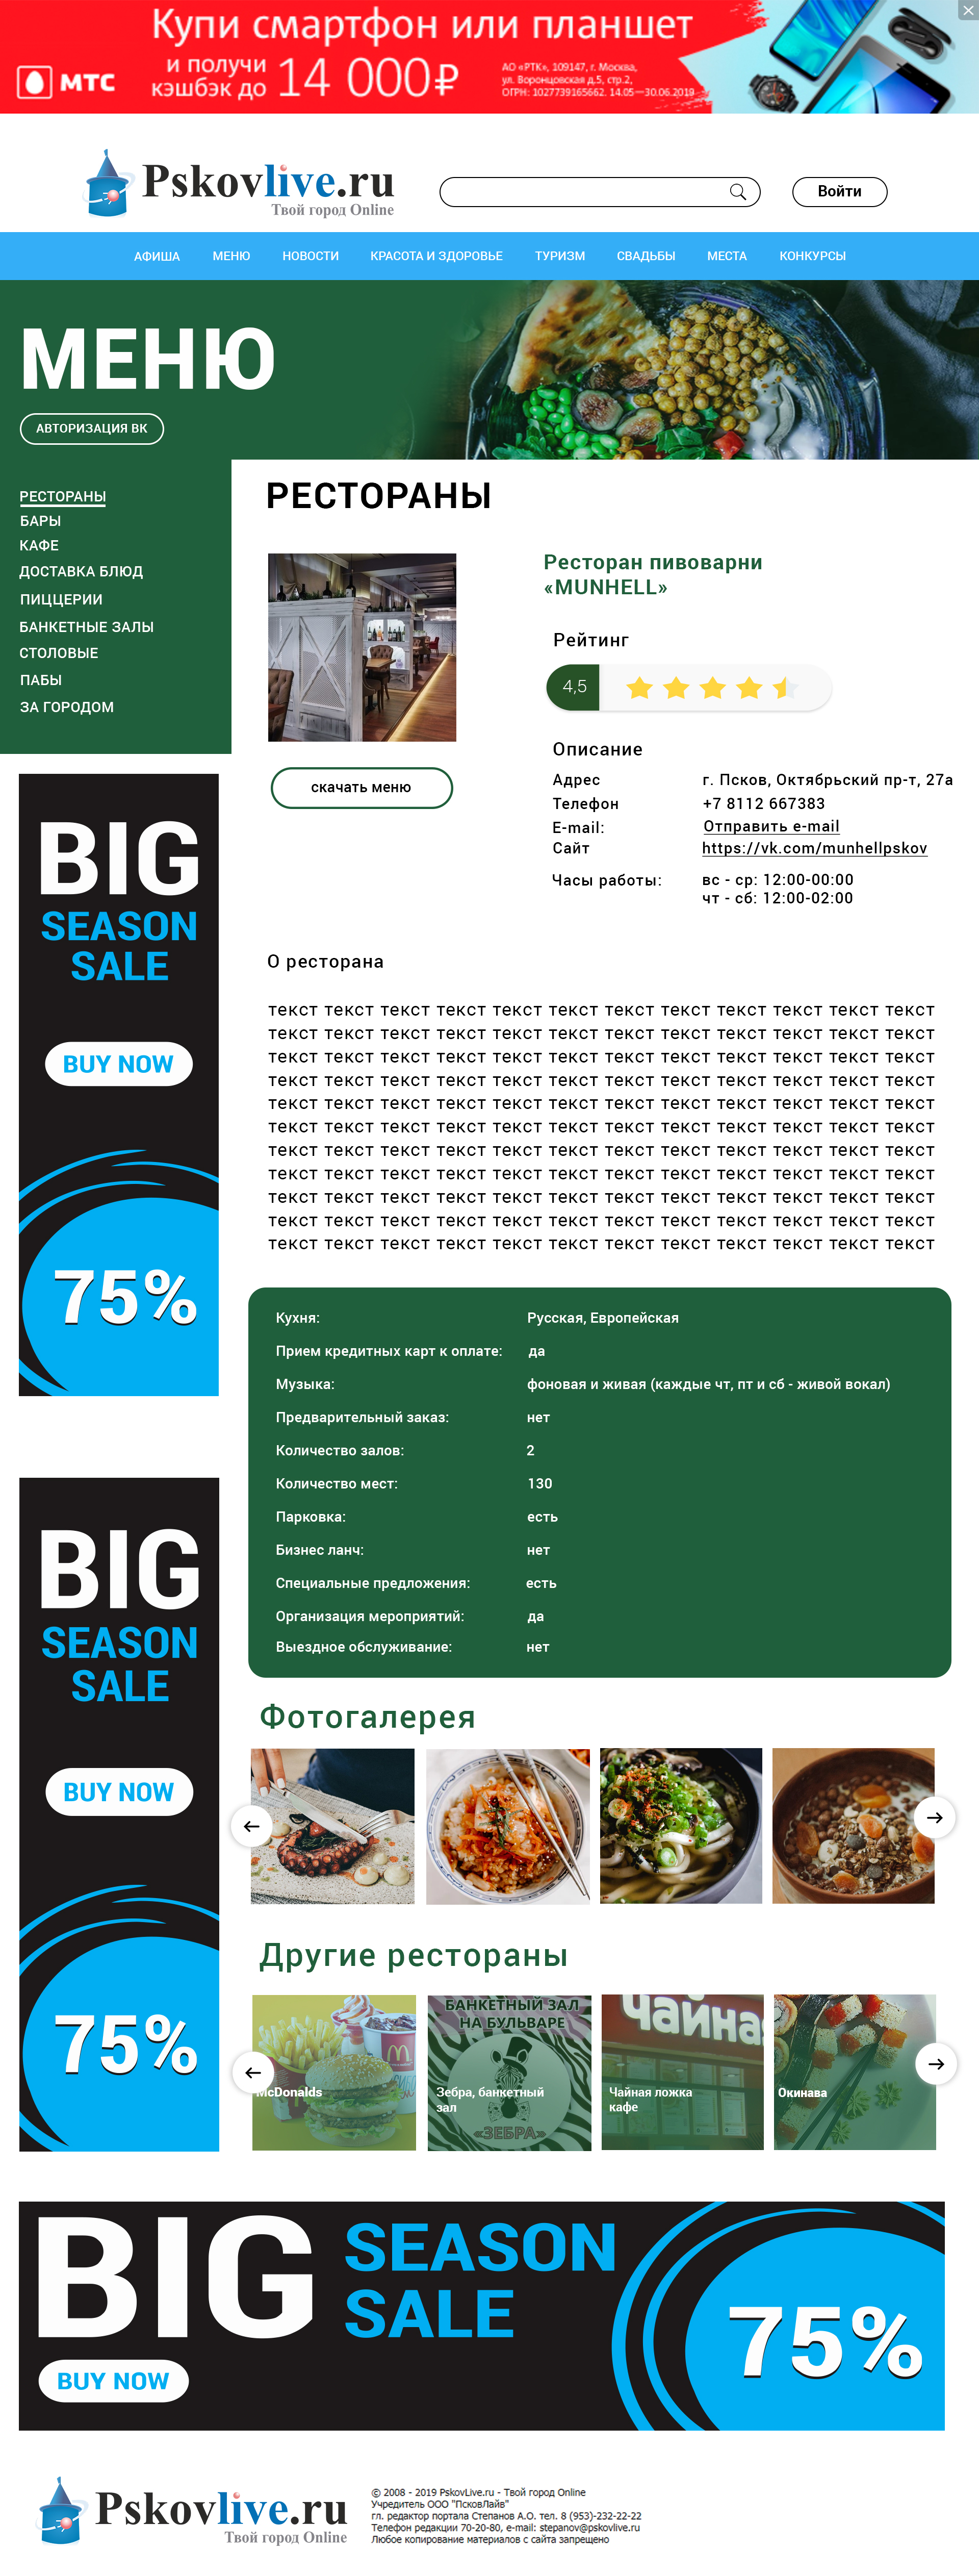 Купи смартфон или планшет
и получи
кэшбэк до 14 000 ₽
мтс
АО «РТК», 109147, г. Москва,
ул. Воронцовская д.5, стр.2,
ОГРН: 1027739165662. 14.05—30.06.2019
Pskovlive.ru
Твой город Online
Войти
АФИША МЕНЮ НОВОСТИ КРАСОТА И ЗДОРОВЬЕ ТУРИЗМ СВАДЬБЫ МЕСТА КОНКУРСЫ
МЕНЮ
АВТОРИЗАЦИЯ ВК
РЕСТОРАНЫ
БАРЫ
КАФЕ
ДОСТАВКА БЛЮД
ПИЦЦЕРИИ
БАНКЕТНЫЕ ЗАЛЫ
СТОЛОВЫЕ
ПАБЫ
ЗА ГОРОДОМ
BIG
SEASON
SALE
BUY NOW
75%
BIG
SEASON
SALE
BUY NOW
75%
РЕСТОРАНЫ
Ресторан пивоварни
«MUNHELL»
Рейтинг
4,5
скачать меню
Описание
Адрес г. Псков, Октябрьский пр-т, 27а
Телефон +7 8112 667383
E-mail: Отправить e-mail
Сайт https://vk.com/munhellpskov
Часы работы: вс - ср: 12:00-00:00
чт - сб: 12:00-02:00
О ресторана
текст текст текст текст текст текст текст текст текст текст текст текст
текст текст текст текст текст текст текст текст текст текст текст текст
текст текст текст текст текст текст текст текст текст текст текст текст
текст текст текст текст текст текст текст текст текст текст текст текст
текст текст текст текст текст текст текст текст текст текст текст текст
текст текст текст текст текст текст текст текст текст текст текст текст
текст текст текст текст текст текст текст текст текст текст текст текст
текст текст текст текст текст текст текст текст текст текст текст текст
текст текст текст текст текст текст текст текст текст текст текст текст
текст текст текст текст текст текст текст текст текст текст текст текст
текст текст текст текст текст текст текст текст текст текст текст текст
Кухня: Русская, Европейская
Прием кредитных карт к оплате: да
Музыка: фоновая и живая (каждые чт, пт и сб - живой вокал)
Предварительный заказ: нет
Количество залов: 2
Количество мест: 130
Парковка: есть
Бизнес ланч: нет
Специальные предложения: есть
Организация мероприятий: да
Выездное обслуживание: нет
Фотогалерея
Другие рестораны
McDonalds
БАНКЕТНЫЙ ЗАЛ
НА БУЛЬВАРЕ
Зебра, банкетный
зал
«ЗЕБРА»
Чайная
Чайная ложка
кафе
Окинава
BIG SEASON
SALE
BUY NOW
75%
Pskovlive.ru
Твой город Online
© 2008 - 2019 PskovLive.ru - Твой город Online
Учредитель ООО "ПсковЛайв"
гл. редактор портала Степанов А.О. тел. 8 (953)-232-22-22
Телефон редакции 70-20-80, e-mail: stepanov@pskovlive.ru
Любое копирование материалов с сайта запрещено